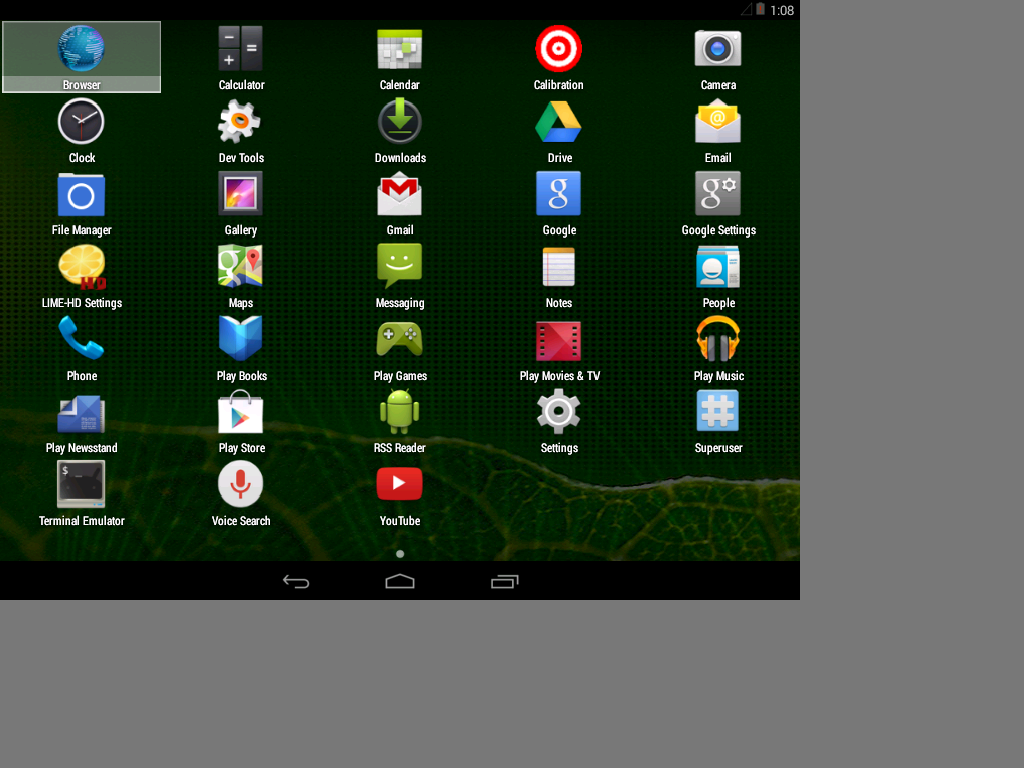 1:08
Browser
Calculator
Calendar
Calibration
Camera
Clock
Dev Tools
Downloads
Drive
Email
File Manager
Gallery
Gmail
Google
Google Settings
LIME-HD Settings
Maps
Messaging
Notes
People
Phone
Play Books
Play Games
Play Movies & TV
Play Music
Play Newsstand
Play Store
RSS Reader
Settings
Superuser
Terminal Emulator
Voice Search
YouTube